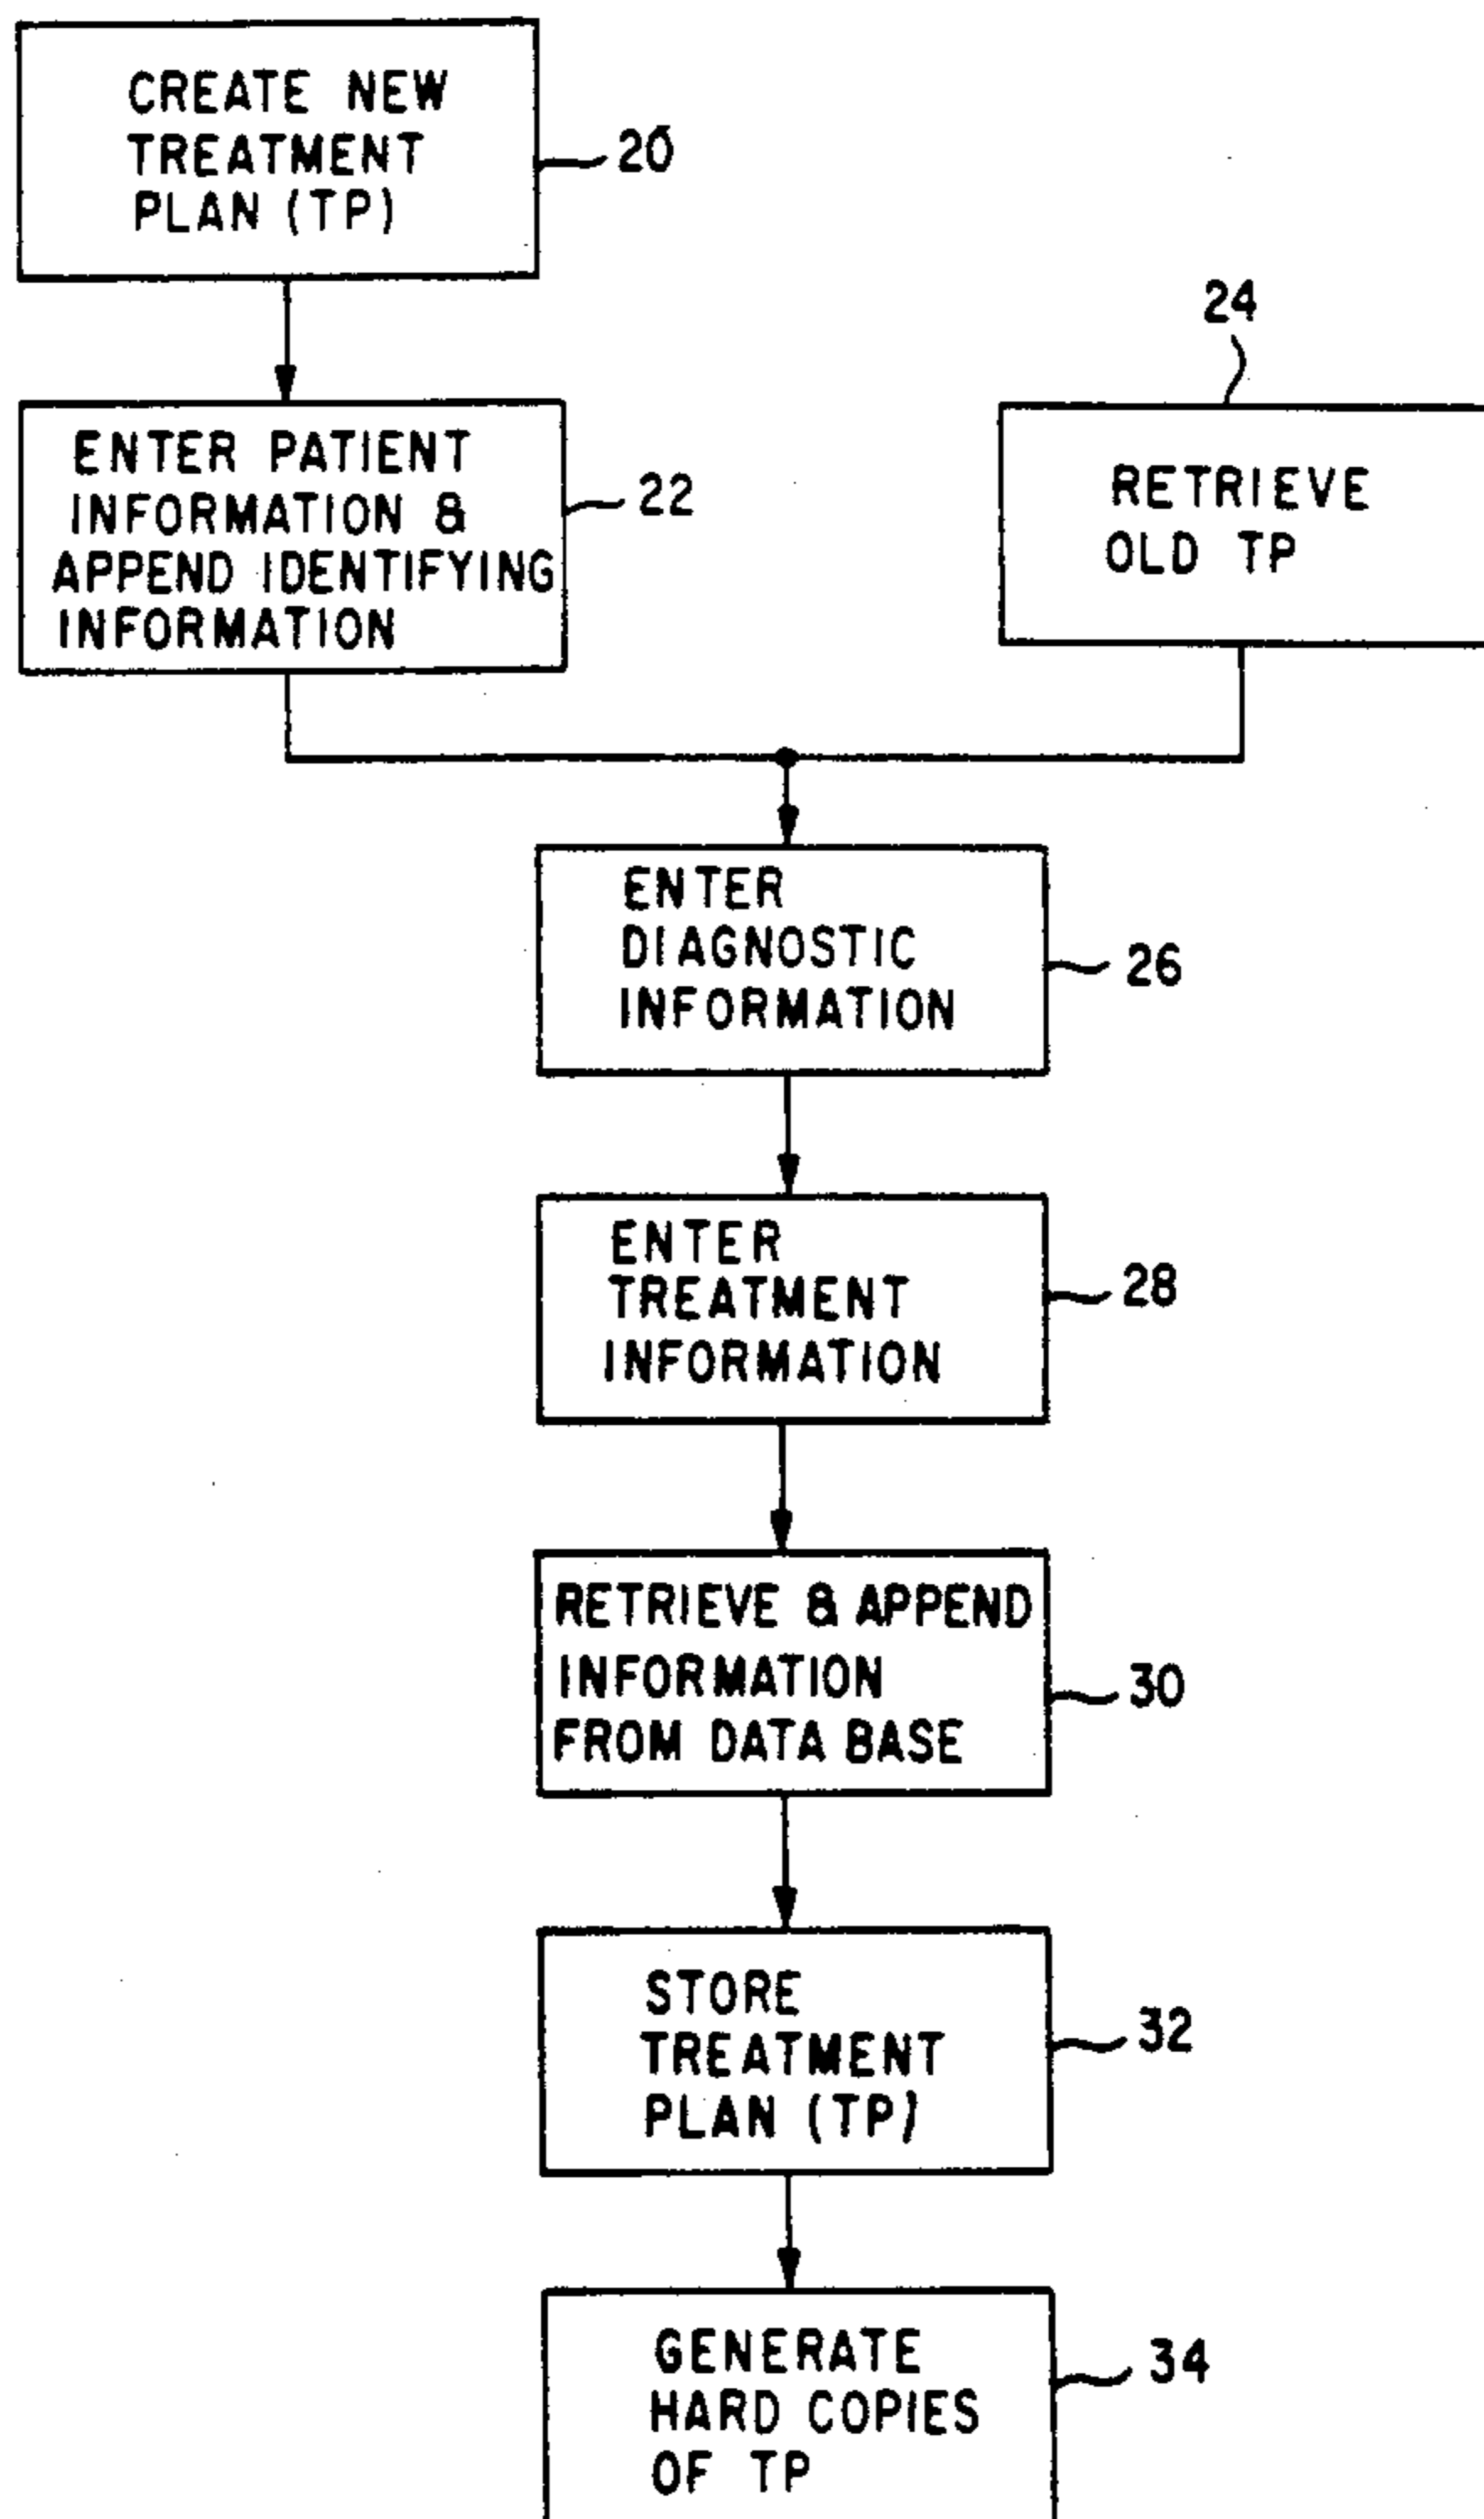 CREATE NEW
TREATMENT
PLAN (TP)
20
ENTER PATIENT
INFORMATION &
APPEND IDENTIFYING
INFORMATION
22
24
RETRIEVE
OLD TP
ENTER
DIAGNOSTIC
INFORMATION
26
ENTER
TREATMENT
INFORMATION
28
RETRIEVE & APPEND
INFORMATION
FROM DATA BASE
30
STORE
TREATMENT
PLAN (TP)
32
GENERATE
HARD COPIES
OF TP
34